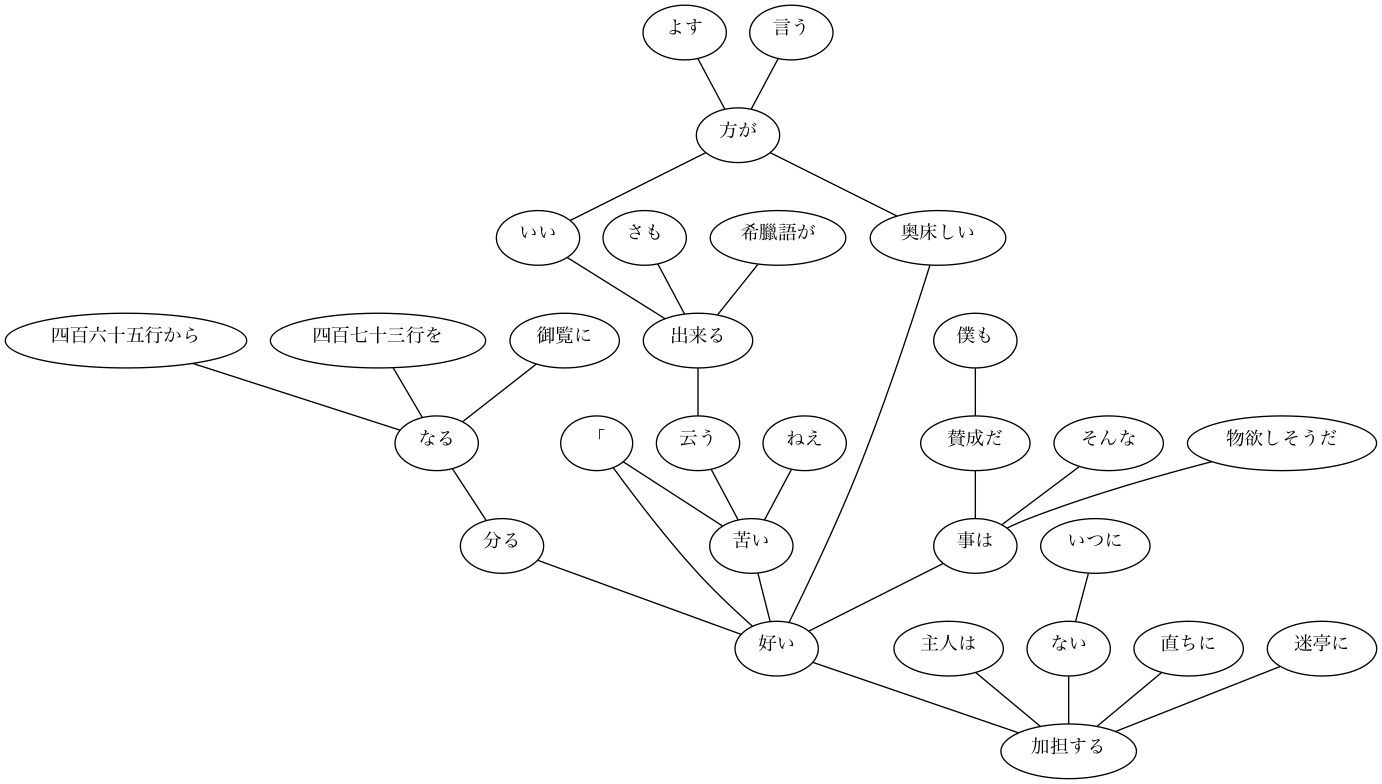 よす
言う
方が
いい
さも
希臘語が
奥床しい
四百六十五行から
四百七十三行を
御覧に
出来る
僕も
なる
「
云う
ねえ
賛成だ
そんな
物欲しそうだ
分る
苦い
事は
いつに
好い
主人は
ない
直ちに
迷亭に
加担する